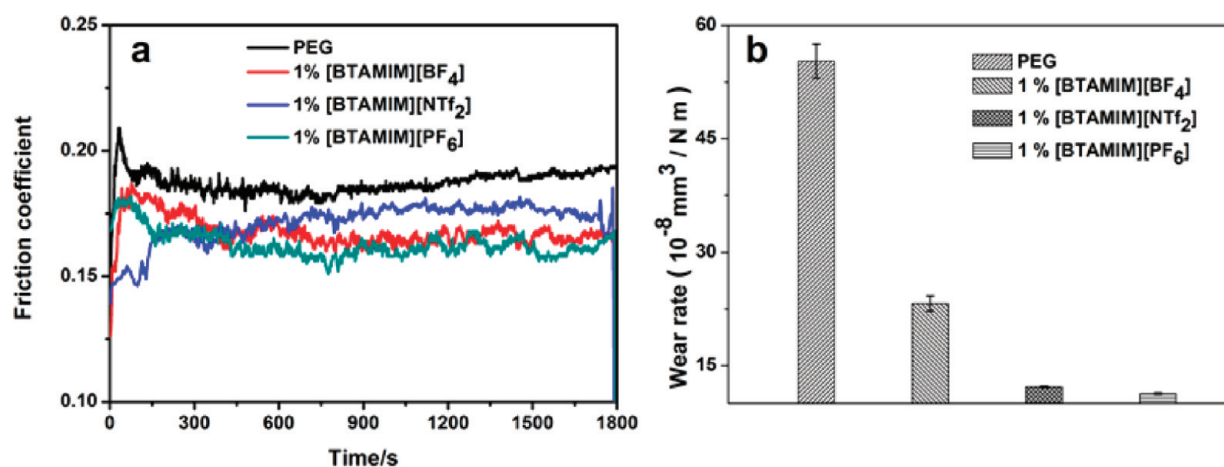 a
PEG
1% [BTAMIM][BF4]
1% [BTAMIM][NTf2]
1% [BTAMIM][PF6]
0.25
0.20
0.15
0.10
Friction coefficient
0 300 600 900 1200 1500 1800
Time/s
b
PEG
1 % [BTAMIM][BF4]
1 % [BTAMIM][NTf2]
1 % [BTAMIM][PF6]
60
45
30
15
Wear rate ( 10-8 mm3 / N m )